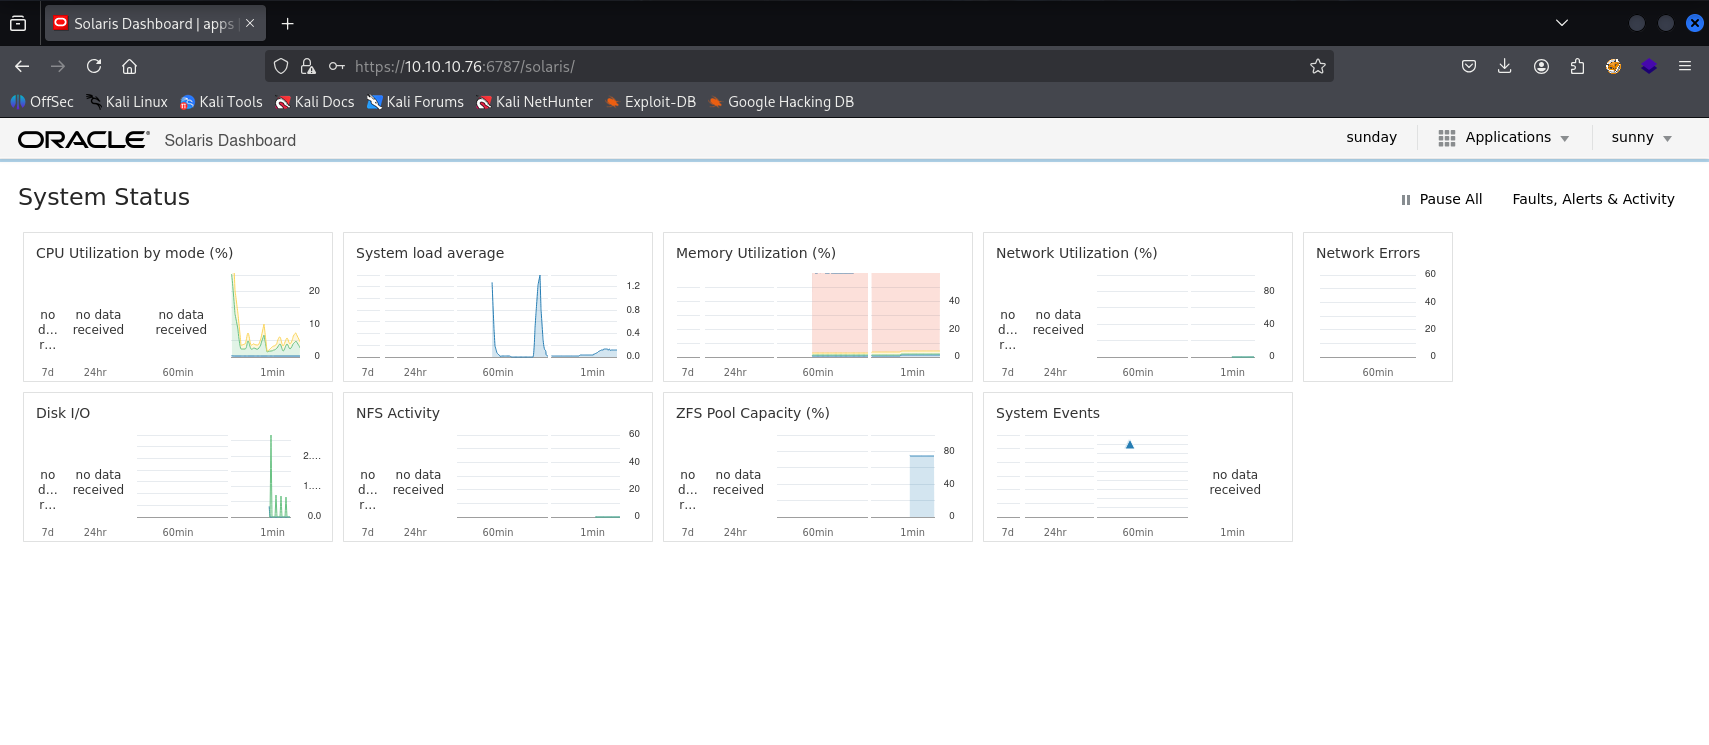 Solaris Dashboard | apps
https://10.10.10.76:6787/solaris/
OffSec Kali Linux Kali Tools Kali Docs Kali Forums Kali NetHunter Exploit-DB Google Hacking DB
ORACLE Solaris Dashboard sunday Applications sunny
System Status Pause All Faults, Alerts & Activity
CPU Utilization by mode (%)
no d... r...
no data received
no data received
20
10
0
7d 24hr 60min 1min
System load average
1.2
0.8
0.4
0.0
7d 24hr 60min 1min
Memory Utilization (%)
40
20
0
7d 24hr 60min 1min
Network Utilization (%)
no d... r...
no data received
80
40
0
7d 24hr 60min 1min
Network Errors
60
40
20
0
60min
Disk I/O
no d... r...
no data received
2....
1....
0.0
7d 24hr 60min 1min
NFS Activity
no d... r...
no data received
60
40
20
0
7d 24hr 60min 1min
ZFS Pool Capacity (%)
no d... r...
no data received
80
40
0
7d 24hr 60min 1min
System Events
no data received
7d 24hr 60min 1min